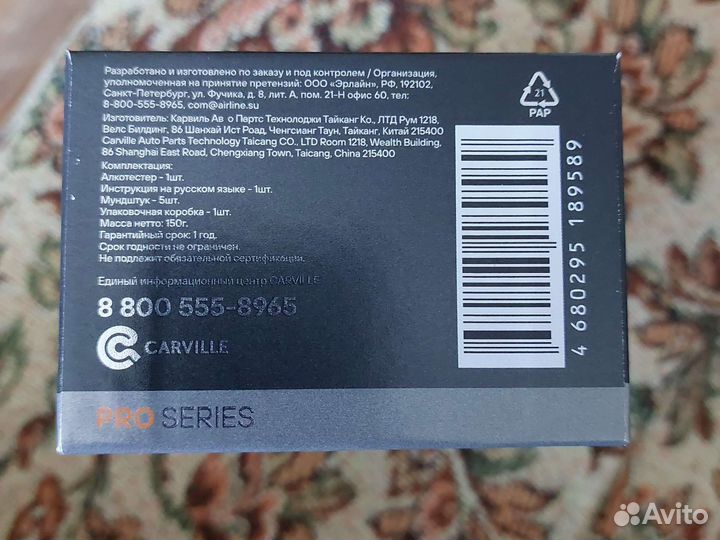 Разработано и изготовлено по заказу и под контролем / Организация,
уполномоченная на принятие претензий: ООО «Эрлайн», РФ, 192102,
Санкт-Петербург, ул. Фучика, д. 8, лит. А, пом. 21-Н офис 60, тел.:
8-800-555-8965, com@airline.su
Изготовитель: Карвиль Ав о Партс Технолоджи Тайканг Ко., ЛТД Рум 1218,
Велс Билдинг, 86 Шанхай Ист Роад, Ченгсианг Таун, Тайканг, Китай 215400
Carville Auto Parts Technology Taicang CO., LTD Room 1218, Wealth Building,
86 Shanghai East Road, Chengxiang Town, Taicang, China 215400
Комплектация:
Алкотестер - 1шт.
Инструкция на русском языке - 1шт.
Мундштук - 5шт.
Упаковочная коробка - 1шт.
Масса нетто: 150г.
Гарантийный срок: 1 год.
Срок годности не ограничен.
Не подлежит обязательной сертификации.
Единый информационный центр CARVILLE
8 800 555-8965
CARVILLE
PRO SERIES
21
PAP
4 680295 189589
Avito